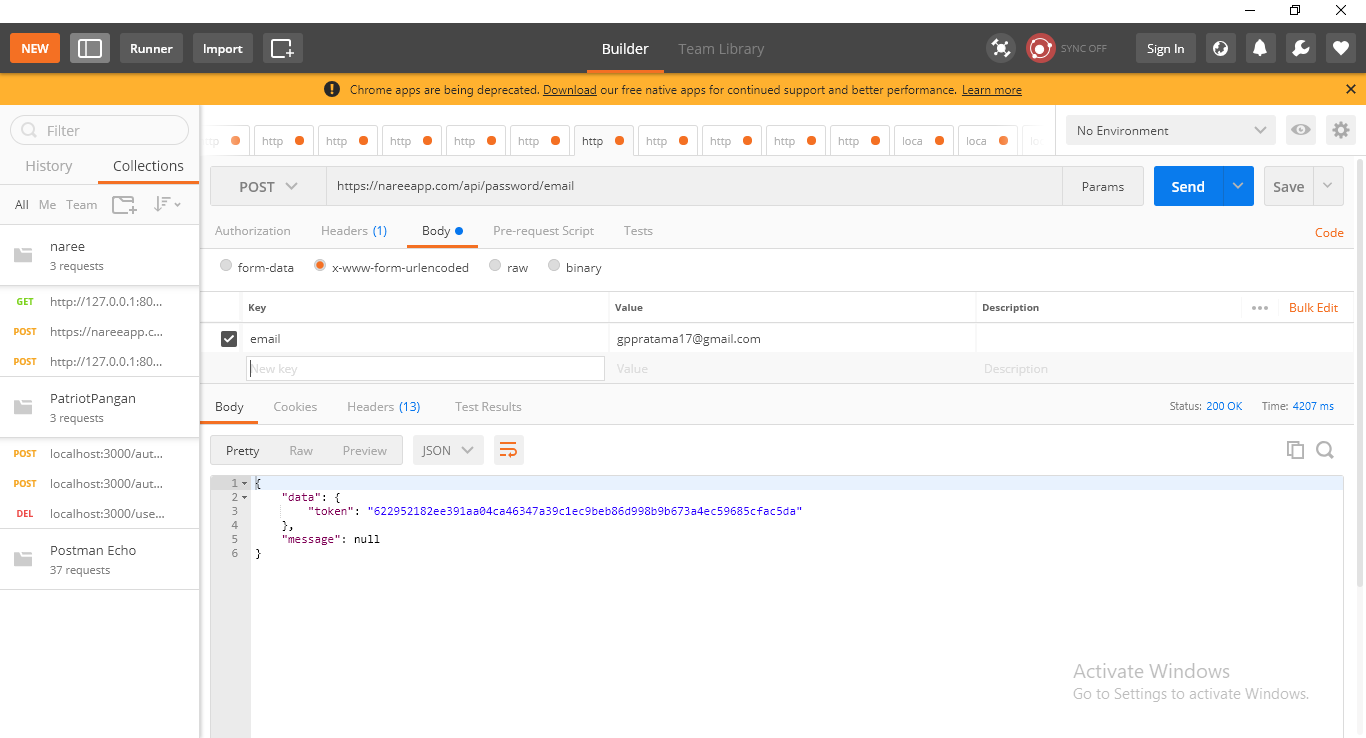 NEW Runner Import Builder Team Library SYNC OFF Sign In
Chrome apps are being deprecated. Download our free native apps for continued support and better performance. Learn more
Filter
History Collections
All Me Team
naree
3 requests
GET http://127.0.0.1:80...
POST https://nareeapp.c...
POST http://127.0.0.1:80...
PatriotPangan
3 requests
POST localhost:3000/aut...
POST localhost:3000/aut...
DEL localhost:3000/use...
Postman Echo
37 requests
http http http http http http http http http http loca loca
No Environment
POST https://nareeapp.com/api/password/email Params Send Save
Authorization Headers (1) Body Pre-request Script Tests Code
form-data x-www-form-urlencoded raw binary
Key Value Description Bulk Edit
email gppratama17@gmail.com
New key Value Description
Body Cookies Headers (13) Test Results Status: 200 OK Time: 4207 ms
Pretty Raw Preview JSON
1 {
2 "data": {
3 "token": "622952182ee391aa04ca46347a39c1ec9beb86d998b9b673a4ec59685cfac5da"
4 },
5 "message": null
6 }
Activate Windows
Go to Settings to activate Windows.